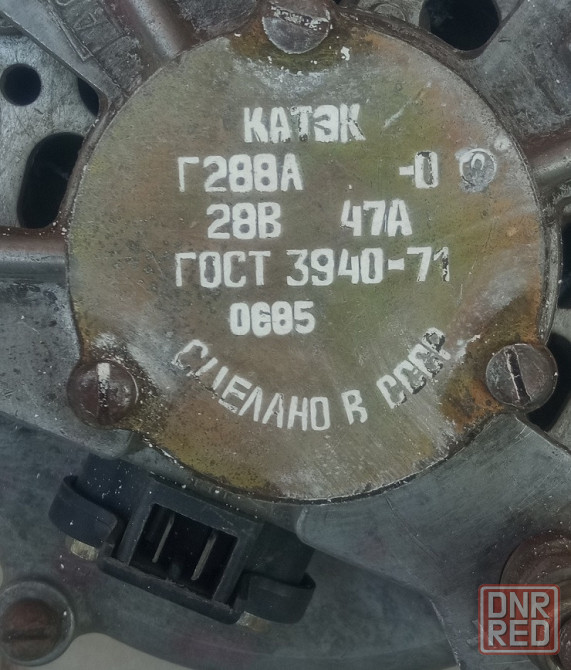 КАТЭК
Г288А -0
28В 47А
ГОСТ 3940-71
0685
СДЕЛАНО В СССР
DNR
RED